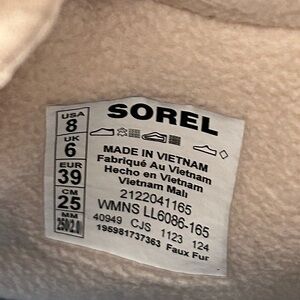 SOREL
USA
8
UK
6
EUR
39
CM
25
MM
250(2.0)
MADE IN VIETNAM
Fabriqué Au Vietnam
Hecho en Vietnam
Vietnam Malı
2122041165
WMNS LL6086-165
40949 CJS 1123 124
195981737363 Faux Fur